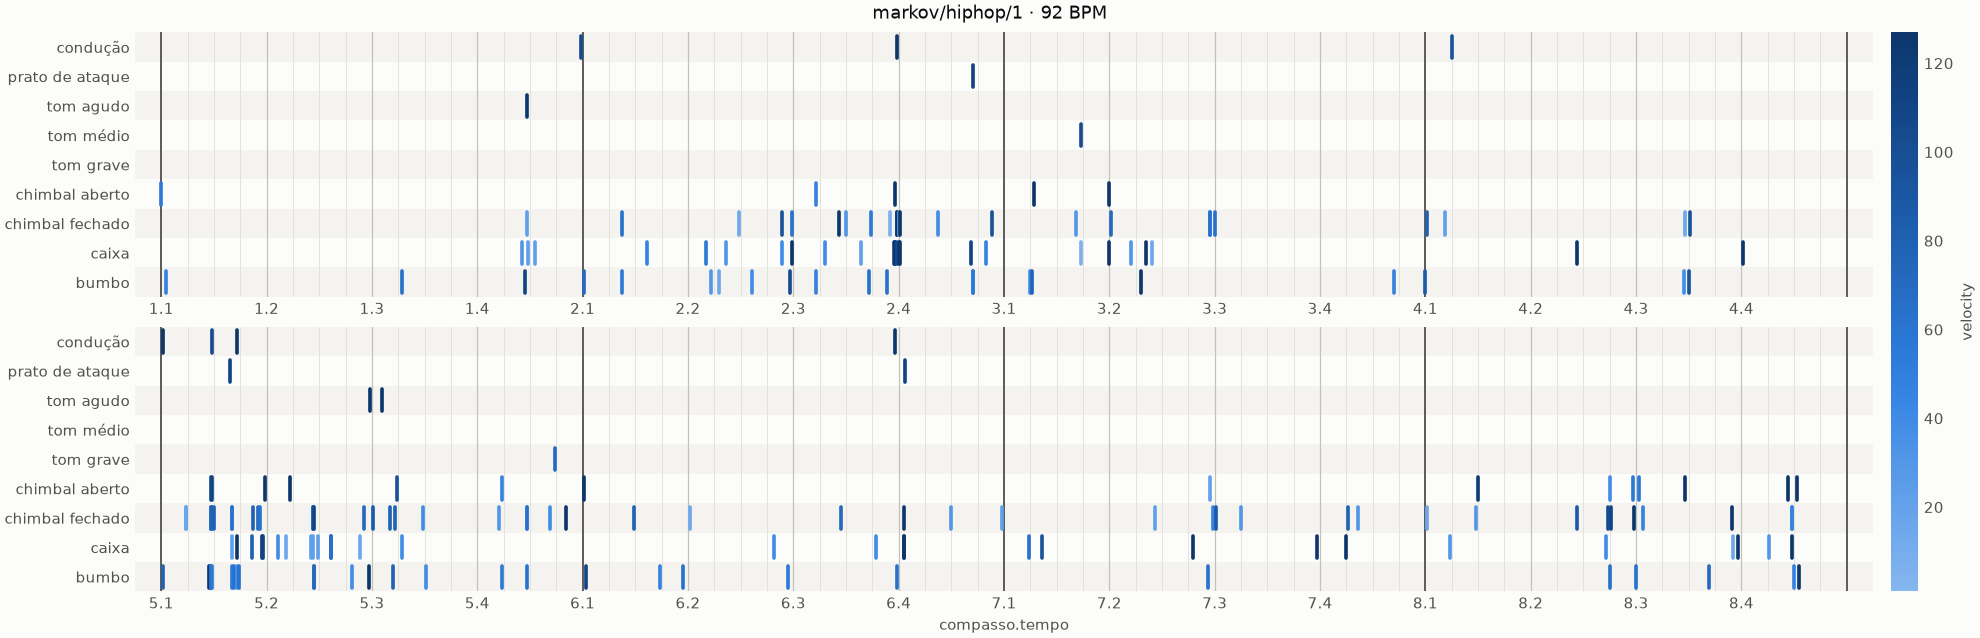 markov/hiphop/1 · 92 BPM
condução
prato de ataque
tom agudo
tom médio
tom grave
chimbal aberto
chimbal fechado
caixa
bumbo
1.1 1.2 1.3 1.4 2.1 2.2 2.3 2.4 3.1 3.2 3.3 3.4 4.1 4.2 4.3 4.4
condução
prato de ataque
tom agudo
tom médio
tom grave
chimbal aberto
chimbal fechado
caixa
bumbo
5.1 5.2 5.3 5.4 6.1 6.2 6.3 6.4 7.1 7.2 7.3 7.4 8.1 8.2 8.3 8.4
compasso.tempo
120
100
80
60
40
20
velocity